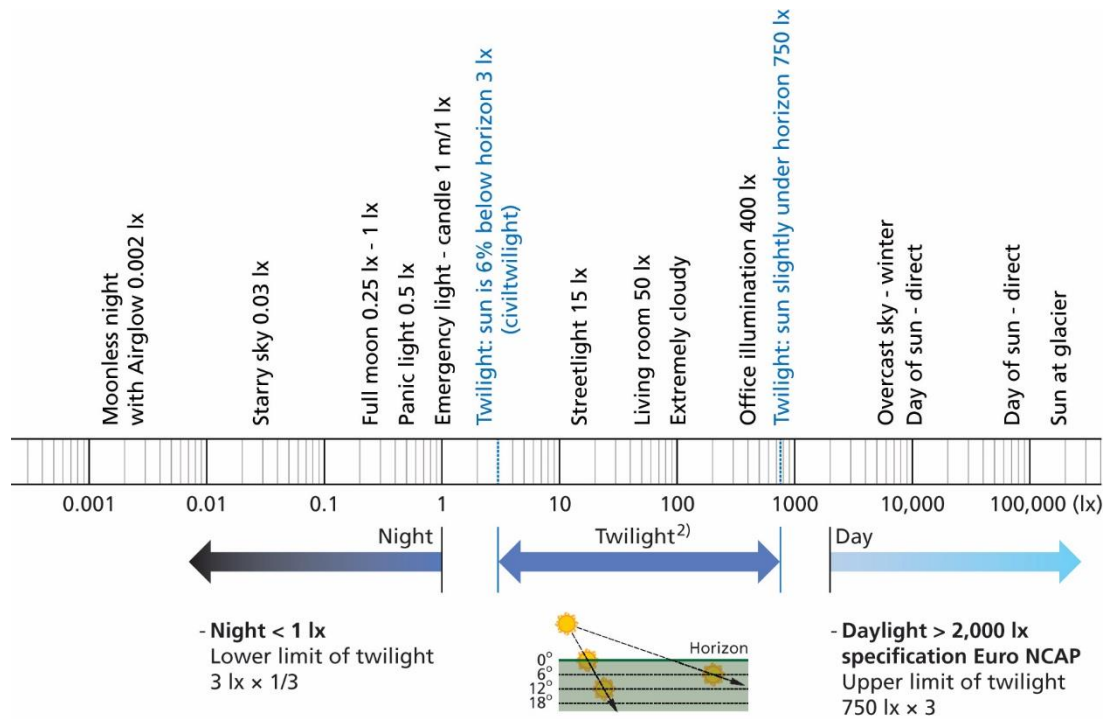 Moonless night
with Airglow 0.002 lx
Starry sky 0.03 lx
Full moon 0.25 lx - 1 lx
Panic light 0.5 lx
Emergency light - candle 1 m/1 lx
Twilight: sun is 6% below horizon 3 lx
(civiltwilight)
Streetlight 15 lx
Living room 50 lx
Extremely cloudy
Office illumination 400 lx
Twilight: sun slightly under horizon 750 lx
Overcast sky - winter
Day of sun - direct
Day of sun - direct
Sun at glacier
0.001 0.01 0.1 1 10 100 1000 10,000 100,000 (lx)
Night Twilight2) Day
- Night < 1 lx
Lower limit of twilight
3 lx × 1/3
Horizon
0°
6°
12°
18°
- Daylight > 2,000 lx
specification Euro NCAP
Upper limit of twilight
750 lx × 3